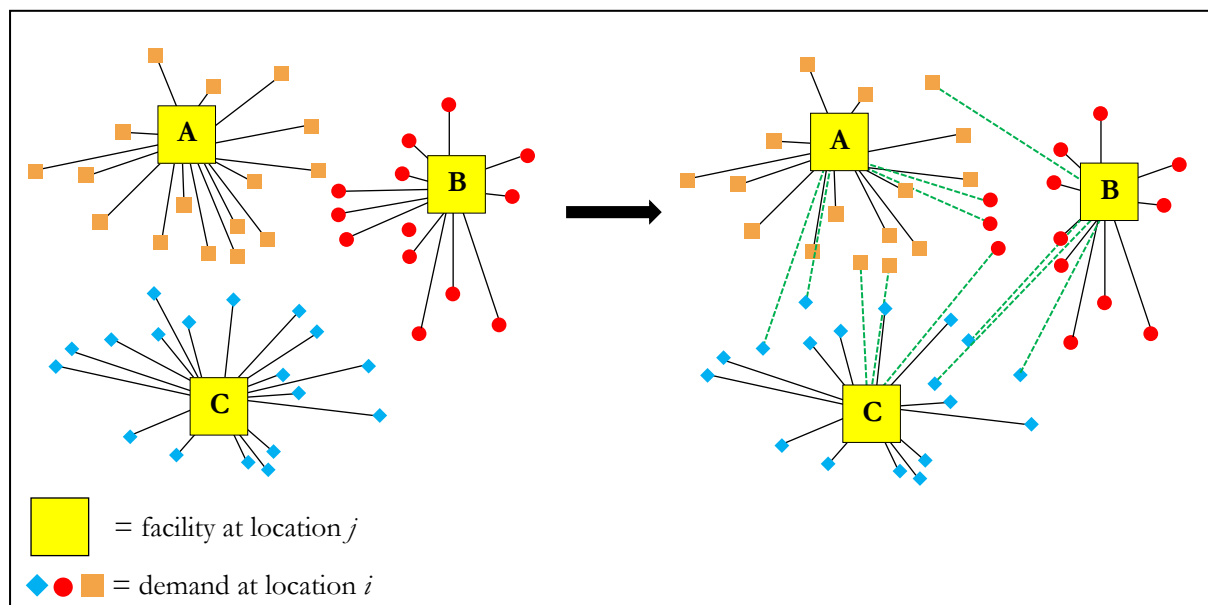 A
B
C
A
B
C
= facility at location j
= demand at location i